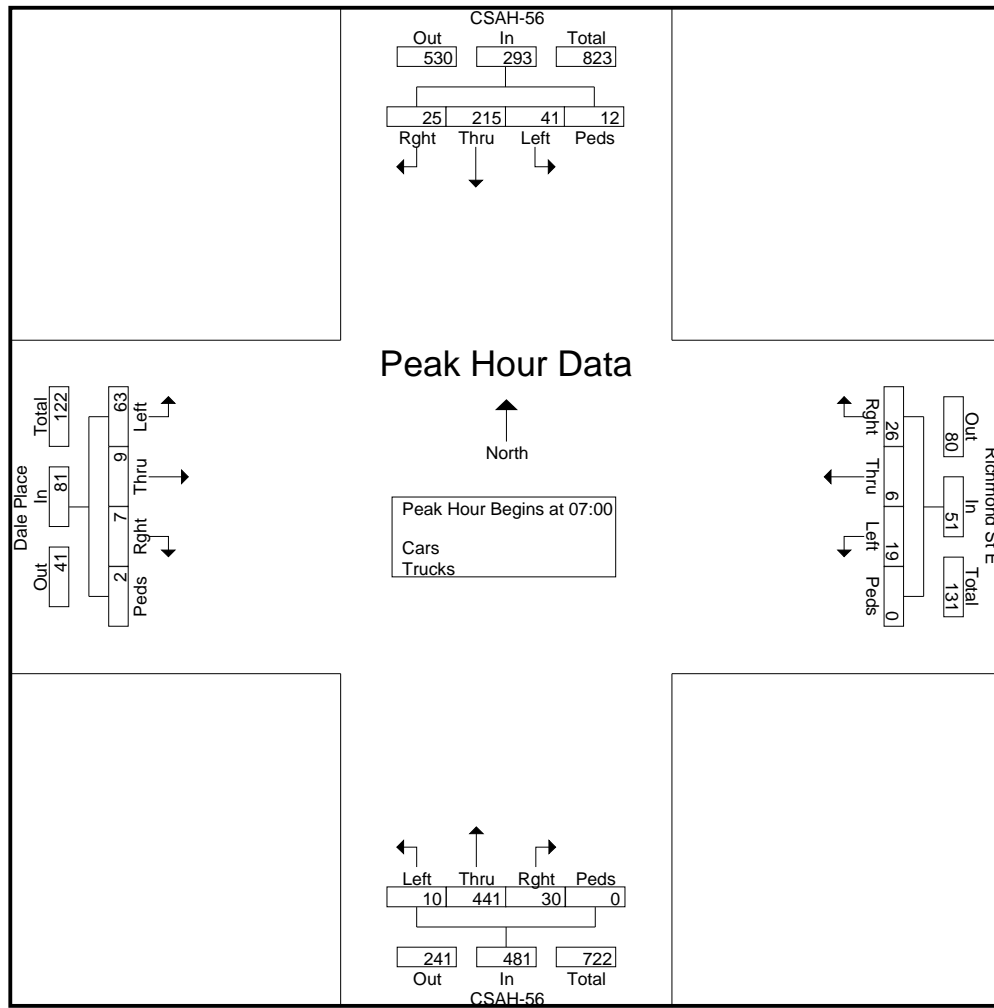 CSAH-56
Out In Total
530 293 823
25 215 41 12
Rght Thru Left Peds
Peak Hour Data
North
Peak Hour Begins at 07:00
Cars
Trucks
Dale Place
Out In Total
41 81 122
63 9 7 2
Left Thru Rght Peds
Richmond St E
Out In Total
80 51 131
26 6 19 0
Rght Thru Left Peds
Left Thru Rght Peds
10 441 30 0
241 481 722
Out In Total
CSAH-56